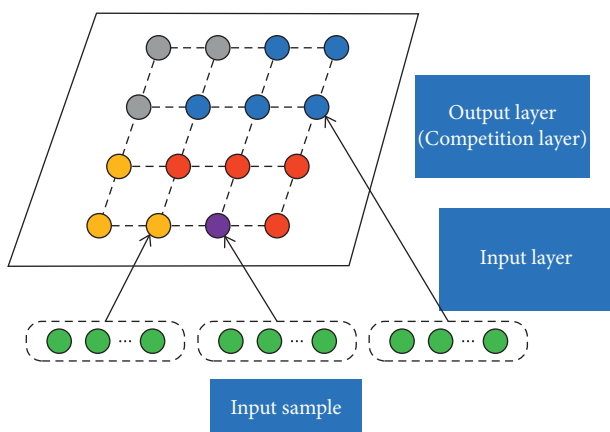 Output layer
(Competition layer)
Input layer
... ... ...
Input sample